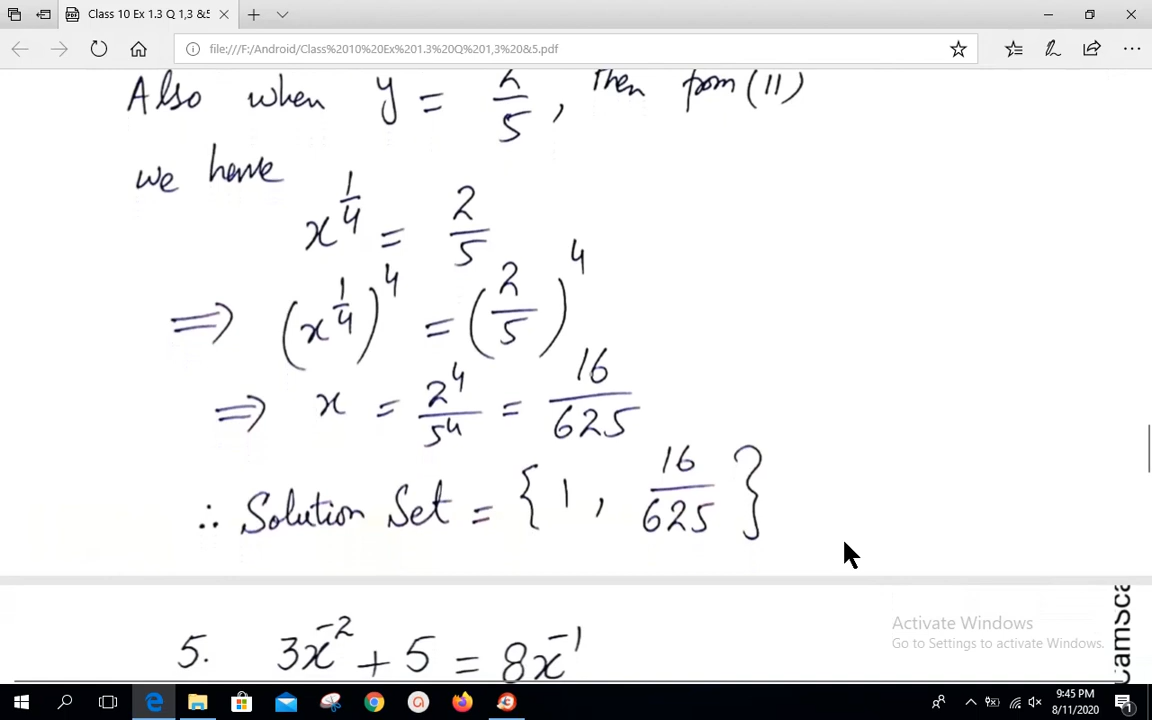 Class 10 Ex 1.3 Q 1,3 &5
file:///F:/Android/Class%2010%20Ex%201.3%20Q%201,3%20&5.pdf
Also when y = 2/5, then from (II)
we have
x^{1/4} = 2/5
⇒ (x^{1/4})^4 = (2/5)^4
⇒ x = 2^4/5^4 = 16/625
∴ Solution Set = {1, 16/625}
5. 3x^{-2} + 5 = 8x^{-1}
Activate Windows
Go to Settings to activate Windows.
camsca
9:45 PM
8/11/2020